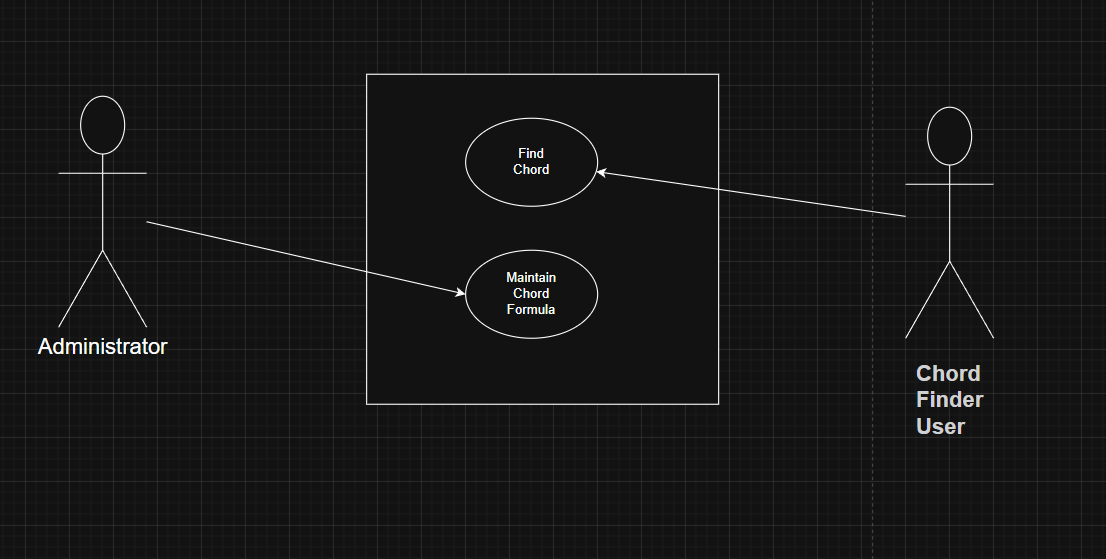 Find
Chord
Maintain
Chord
Formula
Administrator
Chord
Finder
User